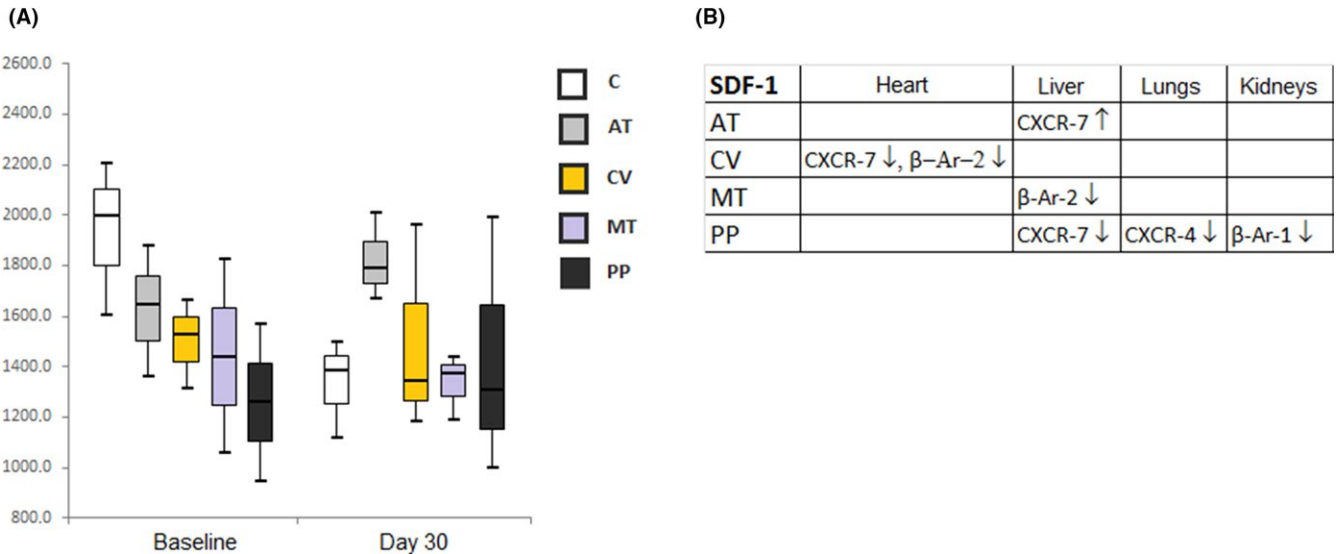 (A)
2600.0
2400.0
2200.0
2000.0
1800.0
1600.0
1400.0
1200.0
1000.0
800.0
Baseline
Day 30
C
AT
CV
MT
PP
(B)
SDF-1 Heart Liver Lungs Kidneys
AT CXCR-7 ↑
CV CXCR-7 ↓, β–Ar–2 ↓
MT β-Ar-2 ↓
PP CXCR-7 ↓ CXCR-4 ↓ β-Ar-1 ↓